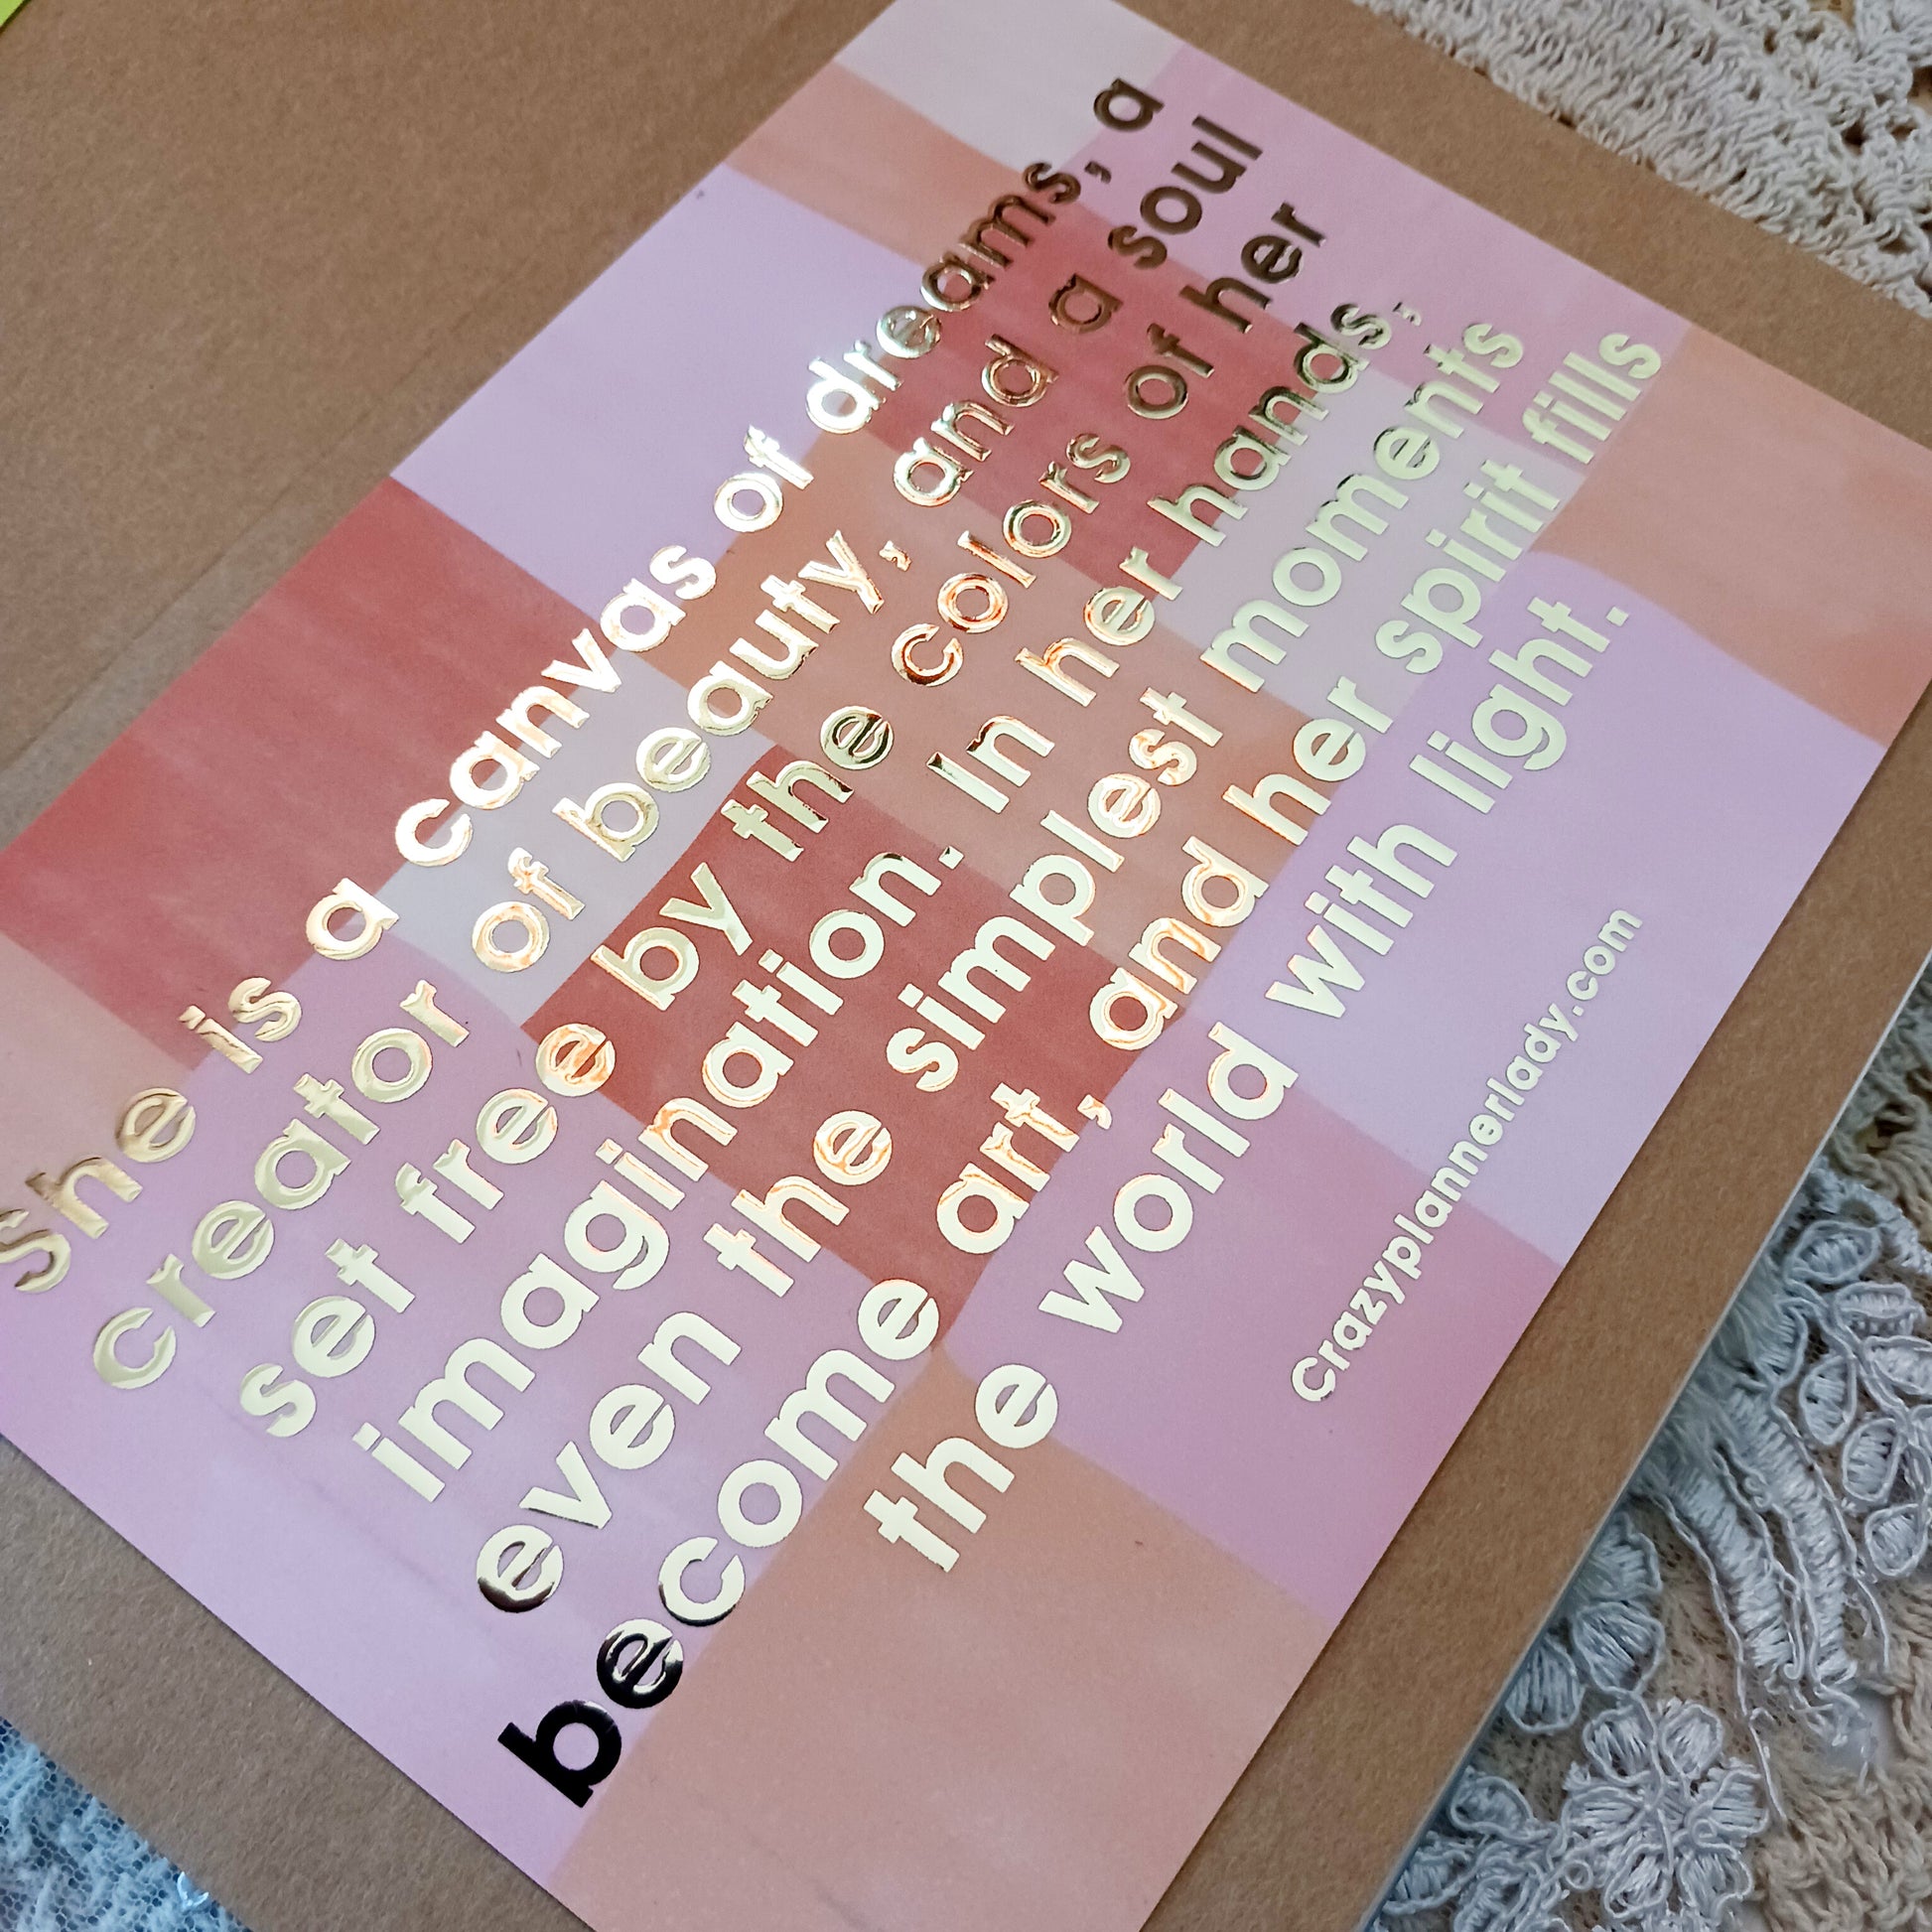 She is a canvas of dreams, a
creator of beauty, and a soul
set free by the colors of her
imagination. In her hands,
even the simplest moments
become art, and her spirit fills
the world with light.
Crazyplannerlady.com